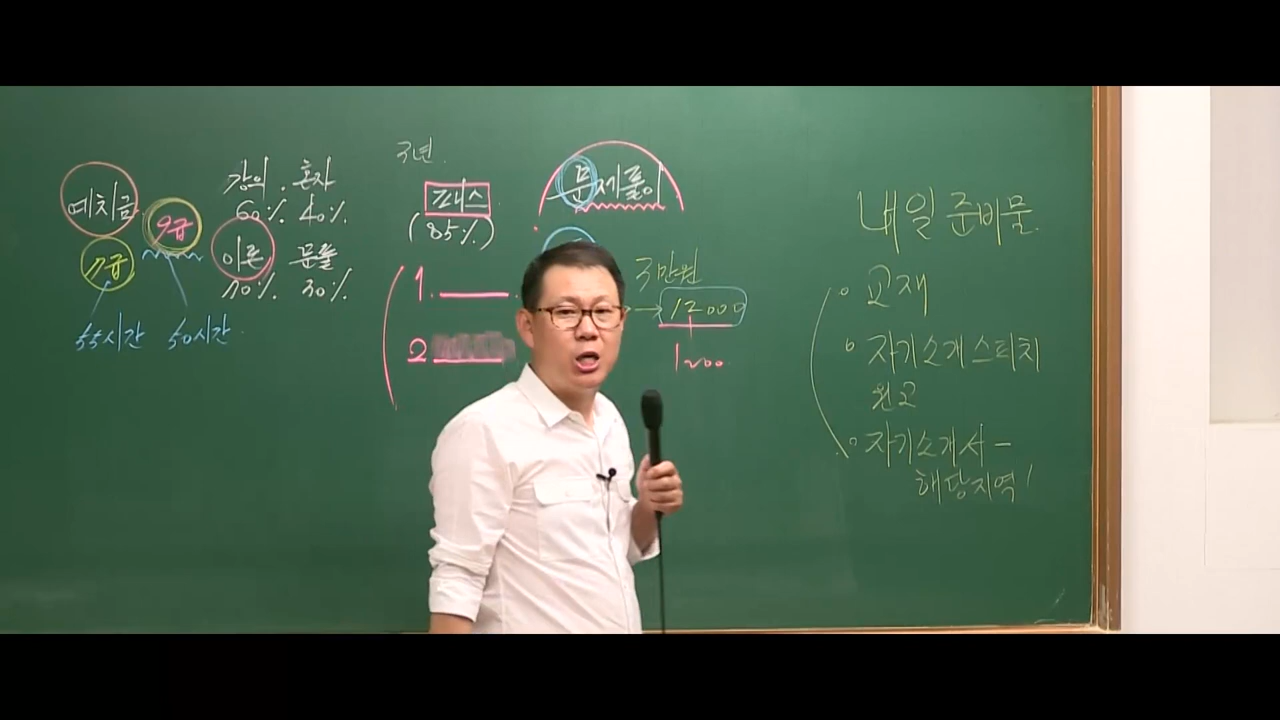 예치금
9급
7급
55시간 50시간
강의 . 혼자
60% 40%
이론 문풀
70% 30%
3년.
프리패스
(85%)
1.
2
문제풀이
3만원
→ 12000
1200
내일 준비물
교재
자기소개스피치
원고
자기소개서 -
해당지역!